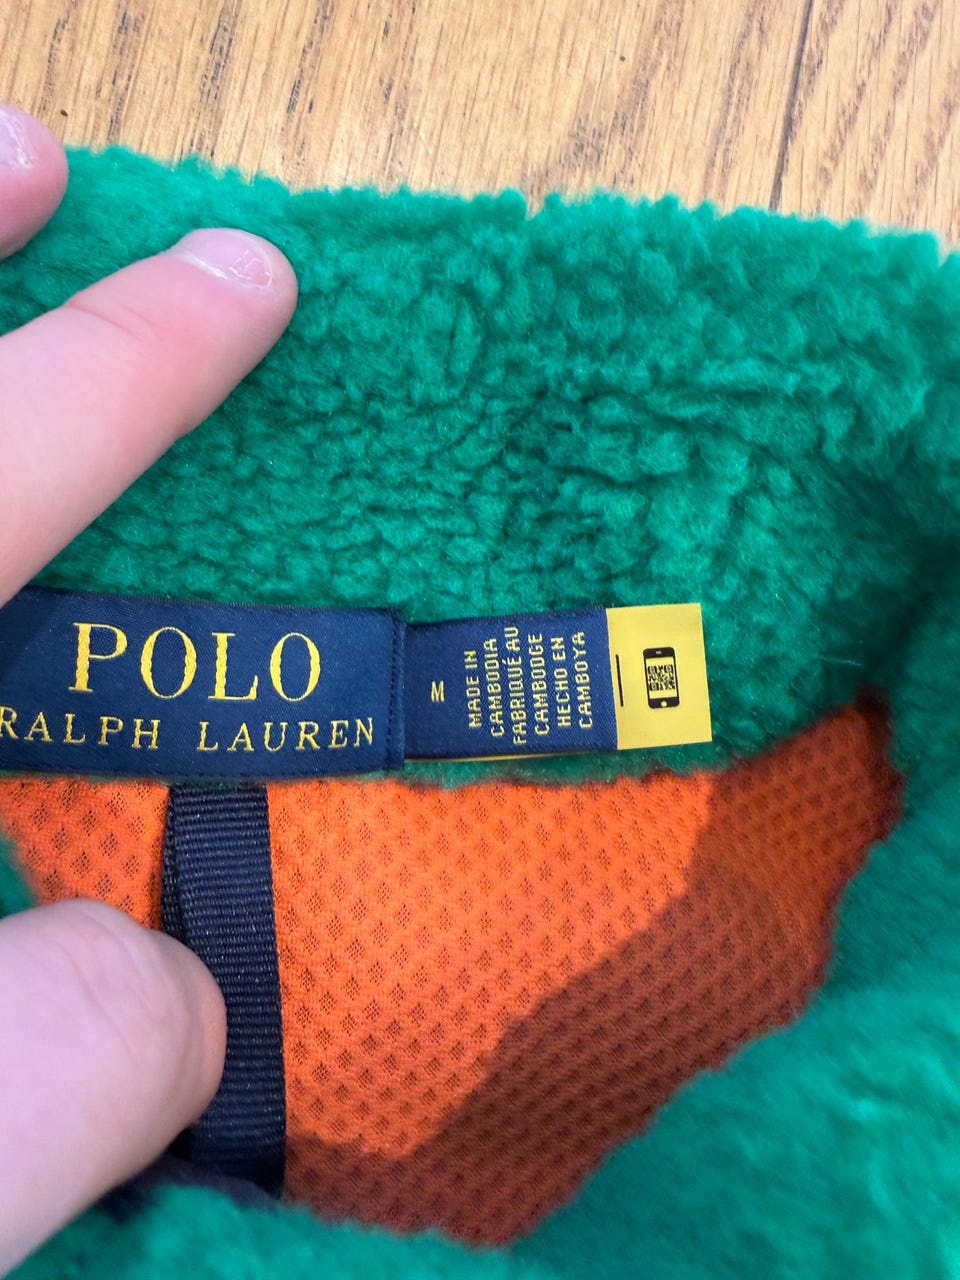 POLO
RALPH LAUREN
M
MADE IN
CAMBODIA
FABRIQUÉ AU
CAMBODGE
HECHO EN
CAMBOYA